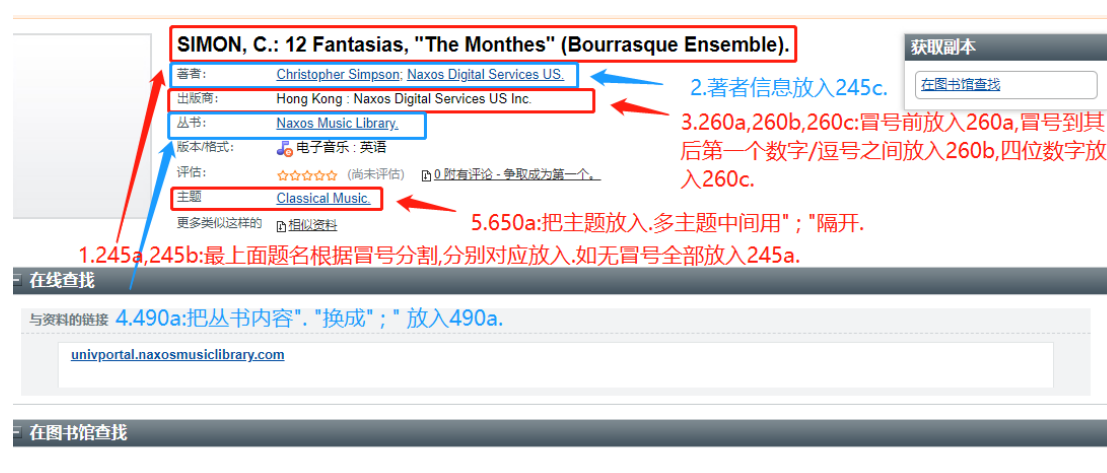 SIMON, C.: 12 Fantasias, "The Monthes" (Bourrasque Ensemble).
获取副本
著者: Christopher Simpson; Naxos Digital Services US.
在图书馆查找
2.著者信息放入245c.
出版商: Hong Kong : Naxos Digital Services US Inc.
丛书: Naxos Music Library.
3.260a,260b,260c:冒号前放入260a,冒号到其
后第一个数字/逗号之间放入260b,四位数字放
入260c.
版本/格式: 电子音乐 : 英语
评估: (尚未评估) 0 附有评论 - 争取成为第一个。
主题 Classical Music.
更多类似这样的 相似资料
5.650a:把主题放入.多主题中间用" ; "隔开.
1.245a,245b:最上面题名根据冒号分割,分别对应放入.如无冒号全部放入245a.
在线查找
与资料的链接 4.490a:把丛书内容". "换成" ; " 放入490a.
univportal.naxosmusiclibrary.com
在图书馆查找